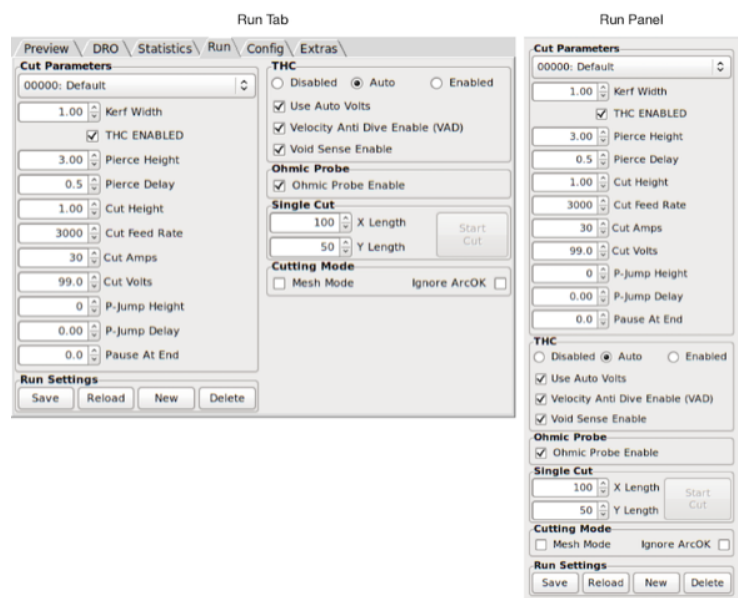 Run Tab
Preview DRO Statistics Run Config Extras
Cut Parameters
00000: Default
1.00 Kerf Width
THC ENABLED
3.00 Pierce Height
0.5 Pierce Delay
1.00 Cut Height
3000 Cut Feed Rate
30 Cut Amps
99.0 Cut Volts
0 P-Jump Height
0.00 P-Jump Delay
0.0 Pause At End
Run Settings
Save Reload New Delete
THC
Disabled Auto Enabled
Use Auto Volts
Velocity Anti Dive Enable (VAD)
Void Sense Enable
Ohmic Probe
Ohmic Probe Enable
Single Cut
100 X Length
50 Y Length
Start
Cut
Cutting Mode
Mesh Mode Ignore ArcOK
Run Panel
Cut Parameters
00000: Default
1.00 Kerf Width
THC ENABLED
3.00 Pierce Height
0.5 Pierce Delay
1.00 Cut Height
3000 Cut Feed Rate
30 Cut Amps
99.0 Cut Volts
0 P-Jump Height
0.00 P-Jump Delay
0.0 Pause At End
THC
Disabled Auto Enabled
Use Auto Volts
Velocity Anti Dive Enable (VAD)
Void Sense Enable
Ohmic Probe
Ohmic Probe Enable
Single Cut
100 X Length
50 Y Length
Start
Cut
Cutting Mode
Mesh Mode Ignore ArcOK
Run Settings
Save Reload New Delete